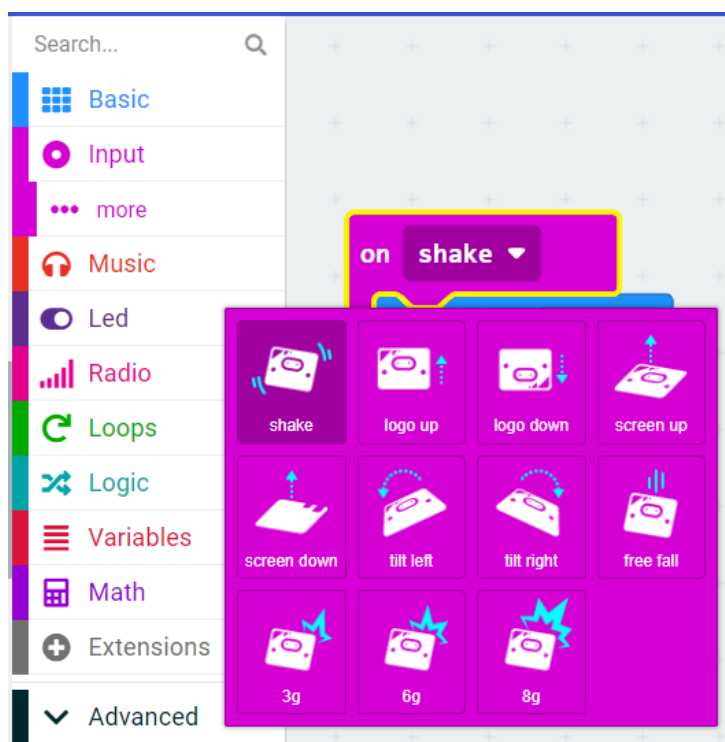 Search...
Basic
Input
more
Music
Led
Radio
Loops
Logic
Variables
Math
Extensions
Advanced
on shake
shake
logo up
logo down
screen up
screen down
tilt left
tilt right
free fall
3g
6g
8g